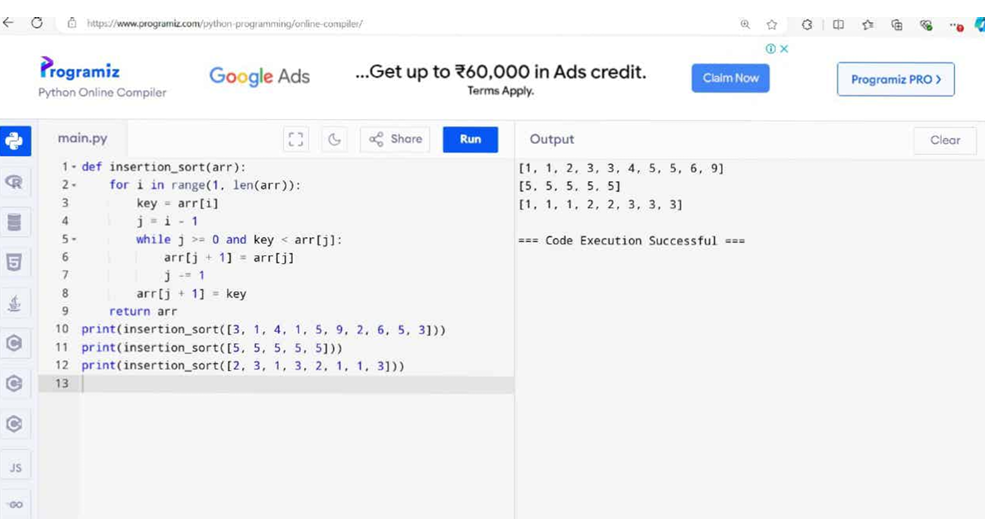 https://www.programiz.com/python-programming/online-compiler/
Programiz
Python Online Compiler
Google Ads
...Get up to ₹60,000 in Ads credit.
Terms Apply.
Claim Now
Programiz PRO >
main.py
Share
Run
Output
Clear
1 def insertion_sort(arr):
2 for i in range(1, len(arr)):
3 key = arr[i]
4 j = i - 1
5 while j >= 0 and key < arr[j]:
6 arr[j + 1] = arr[j]
7 j -= 1
8 arr[j + 1] = key
9 return arr
10 print(insertion_sort([3, 1, 4, 1, 5, 9, 2, 6, 5, 3]))
11 print(insertion_sort([5, 5, 5, 5, 5]))
12 print(insertion_sort([2, 3, 1, 3, 2, 1, 1, 3]))
13
[1, 1, 2, 3, 3, 4, 5, 5, 6, 9]
[5, 5, 5, 5, 5]
[1, 1, 1, 2, 2, 3, 3, 3]
=== Code Execution Successful ===
JS
GO